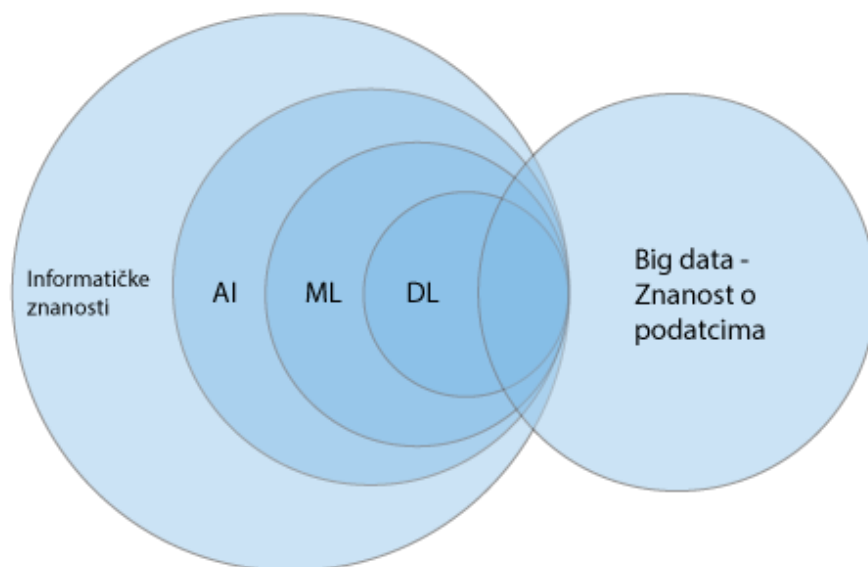 Informatičke
znanosti
AI
ML
DL
Big data -
Znanost o
podatcima